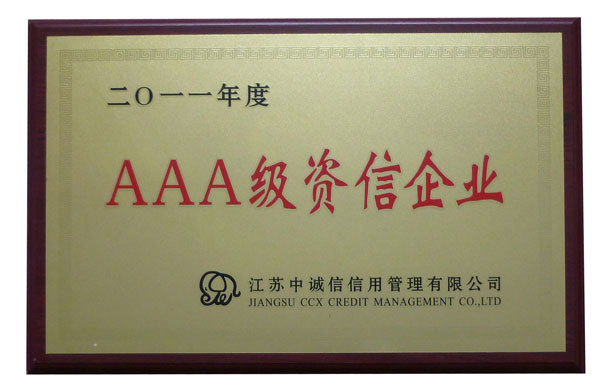 二〇一一年度
AAA级资信企业
江苏中诚信信用管理有限公司
JIANGSU CCX CREDIT MANAGEMENT CO.,LTD